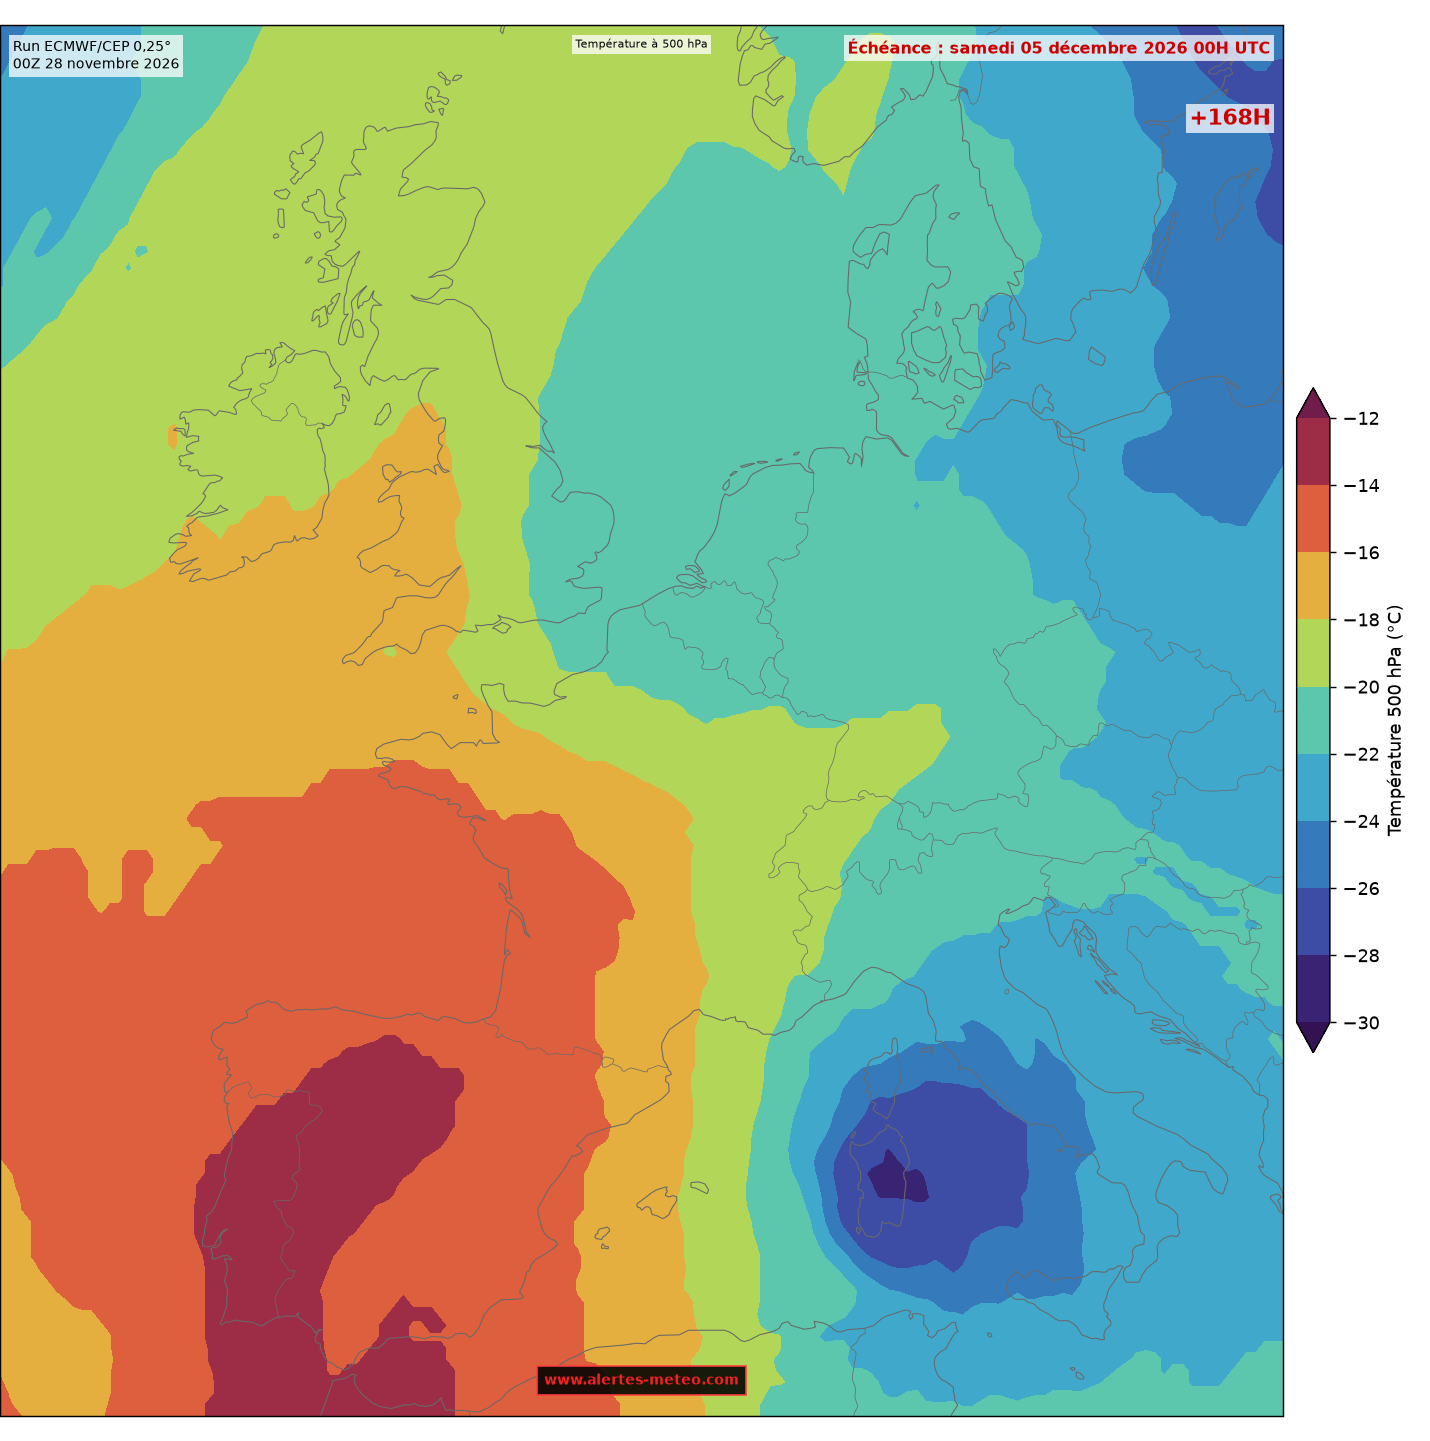 Run ECMWF/CEP 0,25°
00Z 28 novembre 2026
Température à 500 hPa
Échéance : samedi 05 décembre 2026 00H UTC
+168H
−12
−14
−16
−18
−20
−22
−24
−26
−28
−30
Température 500 hPa (°C)
www.alertes-meteo.com